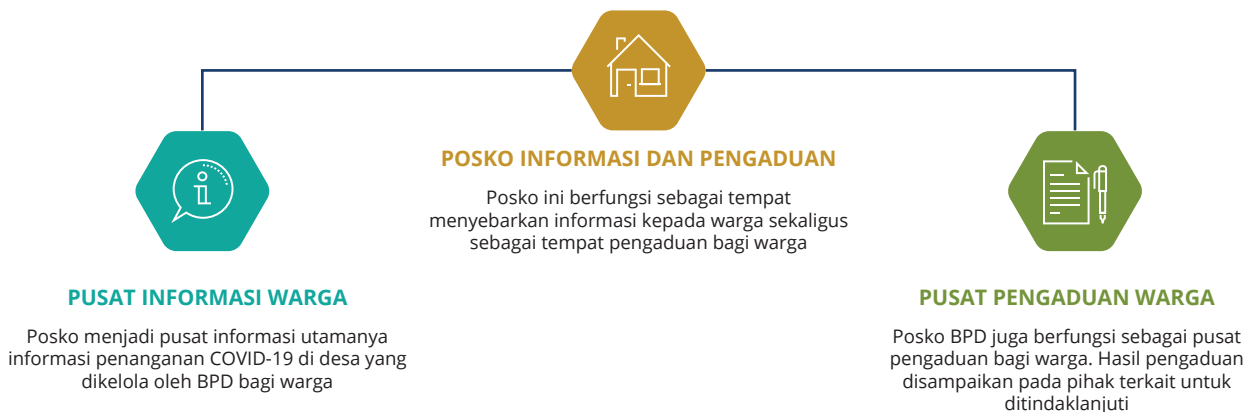 POSKO INFORMASI DAN PENGADUAN
Posko ini berfungsi sebagai tempat
menyebarkan informasi kepada warga sekaligus
sebagai tempat pengaduan bagi warga
PUSAT INFORMASI WARGA
Posko menjadi pusat informasi utamanya
informasi penanganan COVID-19 di desa yang
dikelola oleh BPD bagi warga
PUSAT PENGADUAN WARGA
Posko BPD juga berfungsi sebagai pusat
pengaduan bagi warga. Hasil pengaduan
disampaikan pada pihak terkait untuk
ditindaklanjuti